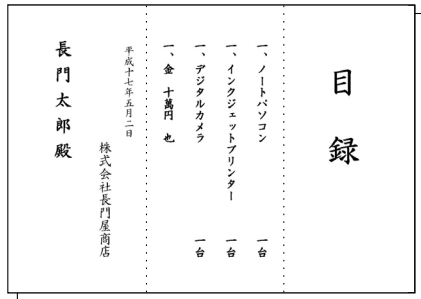 目録
一、ノートパソコン 一台
一、インクジェットプリンター 一台
一、デジタルカメラ 一台
一、金 十萬円 也
平成十七年五月二日
株式会社長門屋商店
長門太郎殿